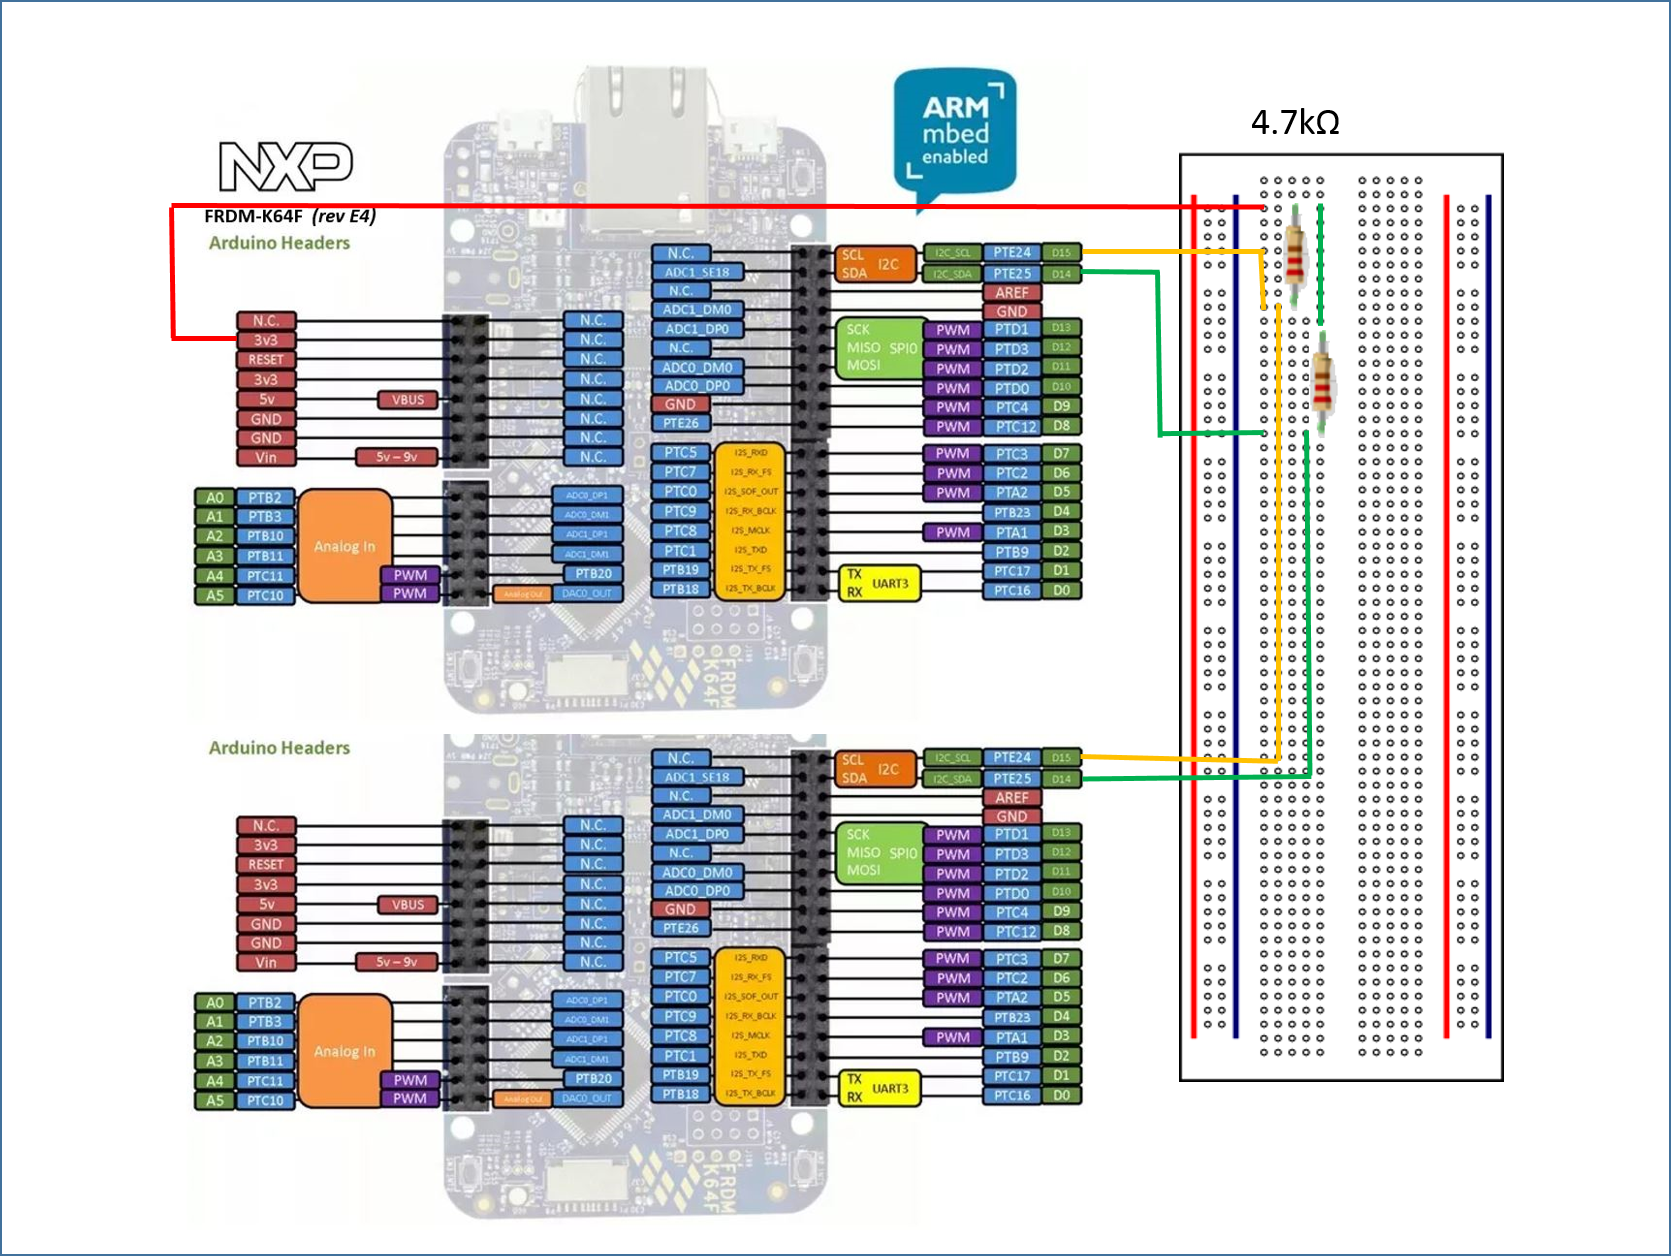 ARM
mbed
enabled
4.7kΩ
NXP
FRDM-K64F (rev E4)
Arduino Headers
N.C. N.C.
3v3 N.C.
RESET N.C.
3v3 N.C.
5v VBUS N.C.
GND N.C.
GND N.C.
Vin 5v – 9v N.C.
A0 PTB2 ADC0_DP1
A1 PTB3 ADC0_DM1
A2 PTB10 ADC1_DP1
A3 PTB11 ADC1_DM1
A4 PTC11 PWM PTB20
A5 PTC10 PWM Analog Out DAC0_OUT
Analog In
N.C. SCL I2C I2C_SCL PTE24 D15
ADC1_SE18 SDA I2C_SDA PTE25 D14
N.C. AREF
ADC1_DM0 GND
ADC1_DP0 SCK PWM PTD1 D13
N.C. MISO SPI0 PWM PTD3 D12
ADC0_DM0 MOSI PWM PTD2 D11
ADC0_DP0 PWM PTD0 D10
GND PWM PTC4 D9
PTE26 PWM PTC12 D8
PTC5 I2S_RXD PWM PTC3 D7
PTC7 I2S_RX_FS PWM PTC2 D6
PTC0 I2S_SOF_OUT PWM PTA2 D5
PTC9 I2S_RX_BCLK PTB23 D4
PTC8 I2S_MCLK PWM PTA1 D3
PTC1 I2S_TXD PTB9 D2
PTB19 I2S_TX_FS TX UART3 PTC17 D1
PTB18 I2S_TX_BCLK RX PTC16 D0
FRDM
K64F
Arduino Headers
N.C. N.C.
3v3 N.C.
RESET N.C.
3v3 N.C.
5v VBUS N.C.
GND N.C.
GND N.C.
Vin 5v – 9v N.C.
A0 PTB2 ADC0_DP1
A1 PTB3 ADC0_DM1
A2 PTB10 ADC1_DP1
A3 PTB11 ADC1_DM1
A4 PTC11 PWM PTB20
A5 PTC10 PWM Analog Out DAC0_OUT
Analog In
N.C. SCL I2C I2C_SCL PTE24 D15
ADC1_SE18 SDA I2C_SDA PTE25 D14
N.C. AREF
ADC1_DM0 GND
ADC1_DP0 SCK PWM PTD1 D13
N.C. MISO SPI0 PWM PTD3 D12
ADC0_DM0 MOSI PWM PTD2 D11
ADC0_DP0 PWM PTD0 D10
GND PWM PTC4 D9
PTE26 PWM PTC12 D8
PTC5 I2S_RXD PWM PTC3 D7
PTC7 I2S_RX_FS PWM PTC2 D6
PTC0 I2S_SOF_OUT PWM PTA2 D5
PTC9 I2S_RX_BCLK PTB23 D4
PTC8 I2S_MCLK PWM PTA1 D3
PTC1 I2S_TXD PTB9 D2
PTB19 I2S_TX_FS TX UART3 PTC17 D1
PTB18 I2S_TX_BCLK RX PTC16 D0
FRDM
K64F